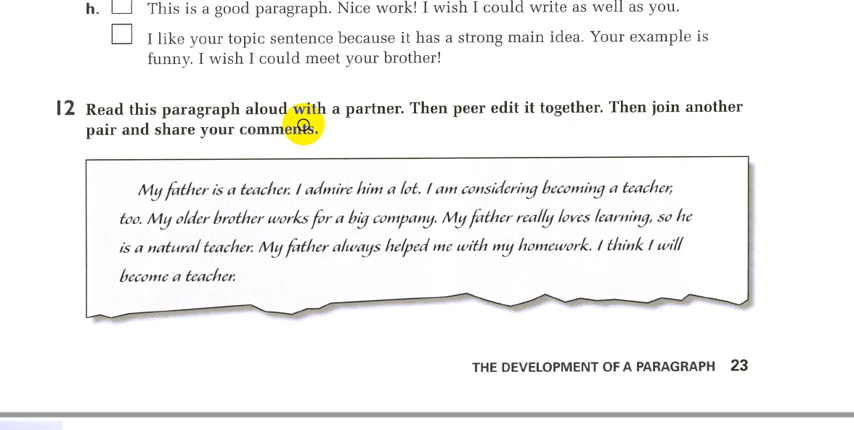 h. This is a good paragraph. Nice work! I wish I could write as well as you.
I like your topic sentence because it has a strong main idea. Your example is
funny. I wish I could meet your brother!
12 Read this paragraph aloud with a partner. Then peer edit it together. Then join another
pair and share your comments.
My father is a teacher. I admire him a lot. I am considering becoming a teacher,
too. My older brother works for a big company. My father really loves learning, so he
is a natural teacher. My father always helped me with my homework. I think I will
become a teacher.
THE DEVELOPMENT OF A PARAGRAPH 23